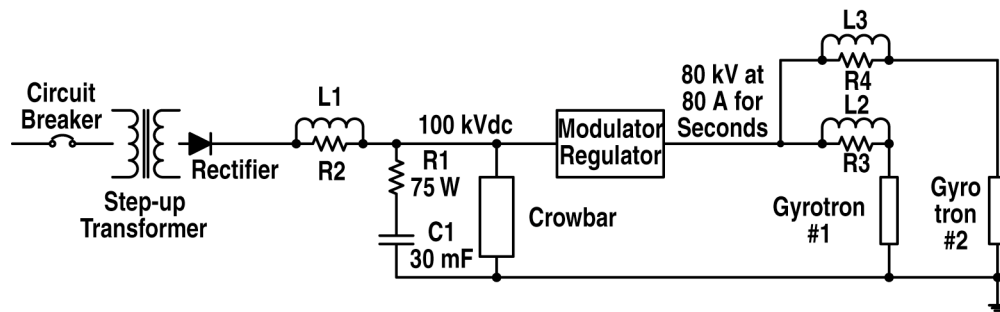 Circuit
Breaker
Step-up
Transformer
Rectifier
L1
R2
100 kVdc
R1
75 W
C1
30 mF
Crowbar
Modulator
Regulator
80 kV at
80 A for
Seconds
L3
R4
L2
R3
Gyrotron
#1
Gyro
tron
#2